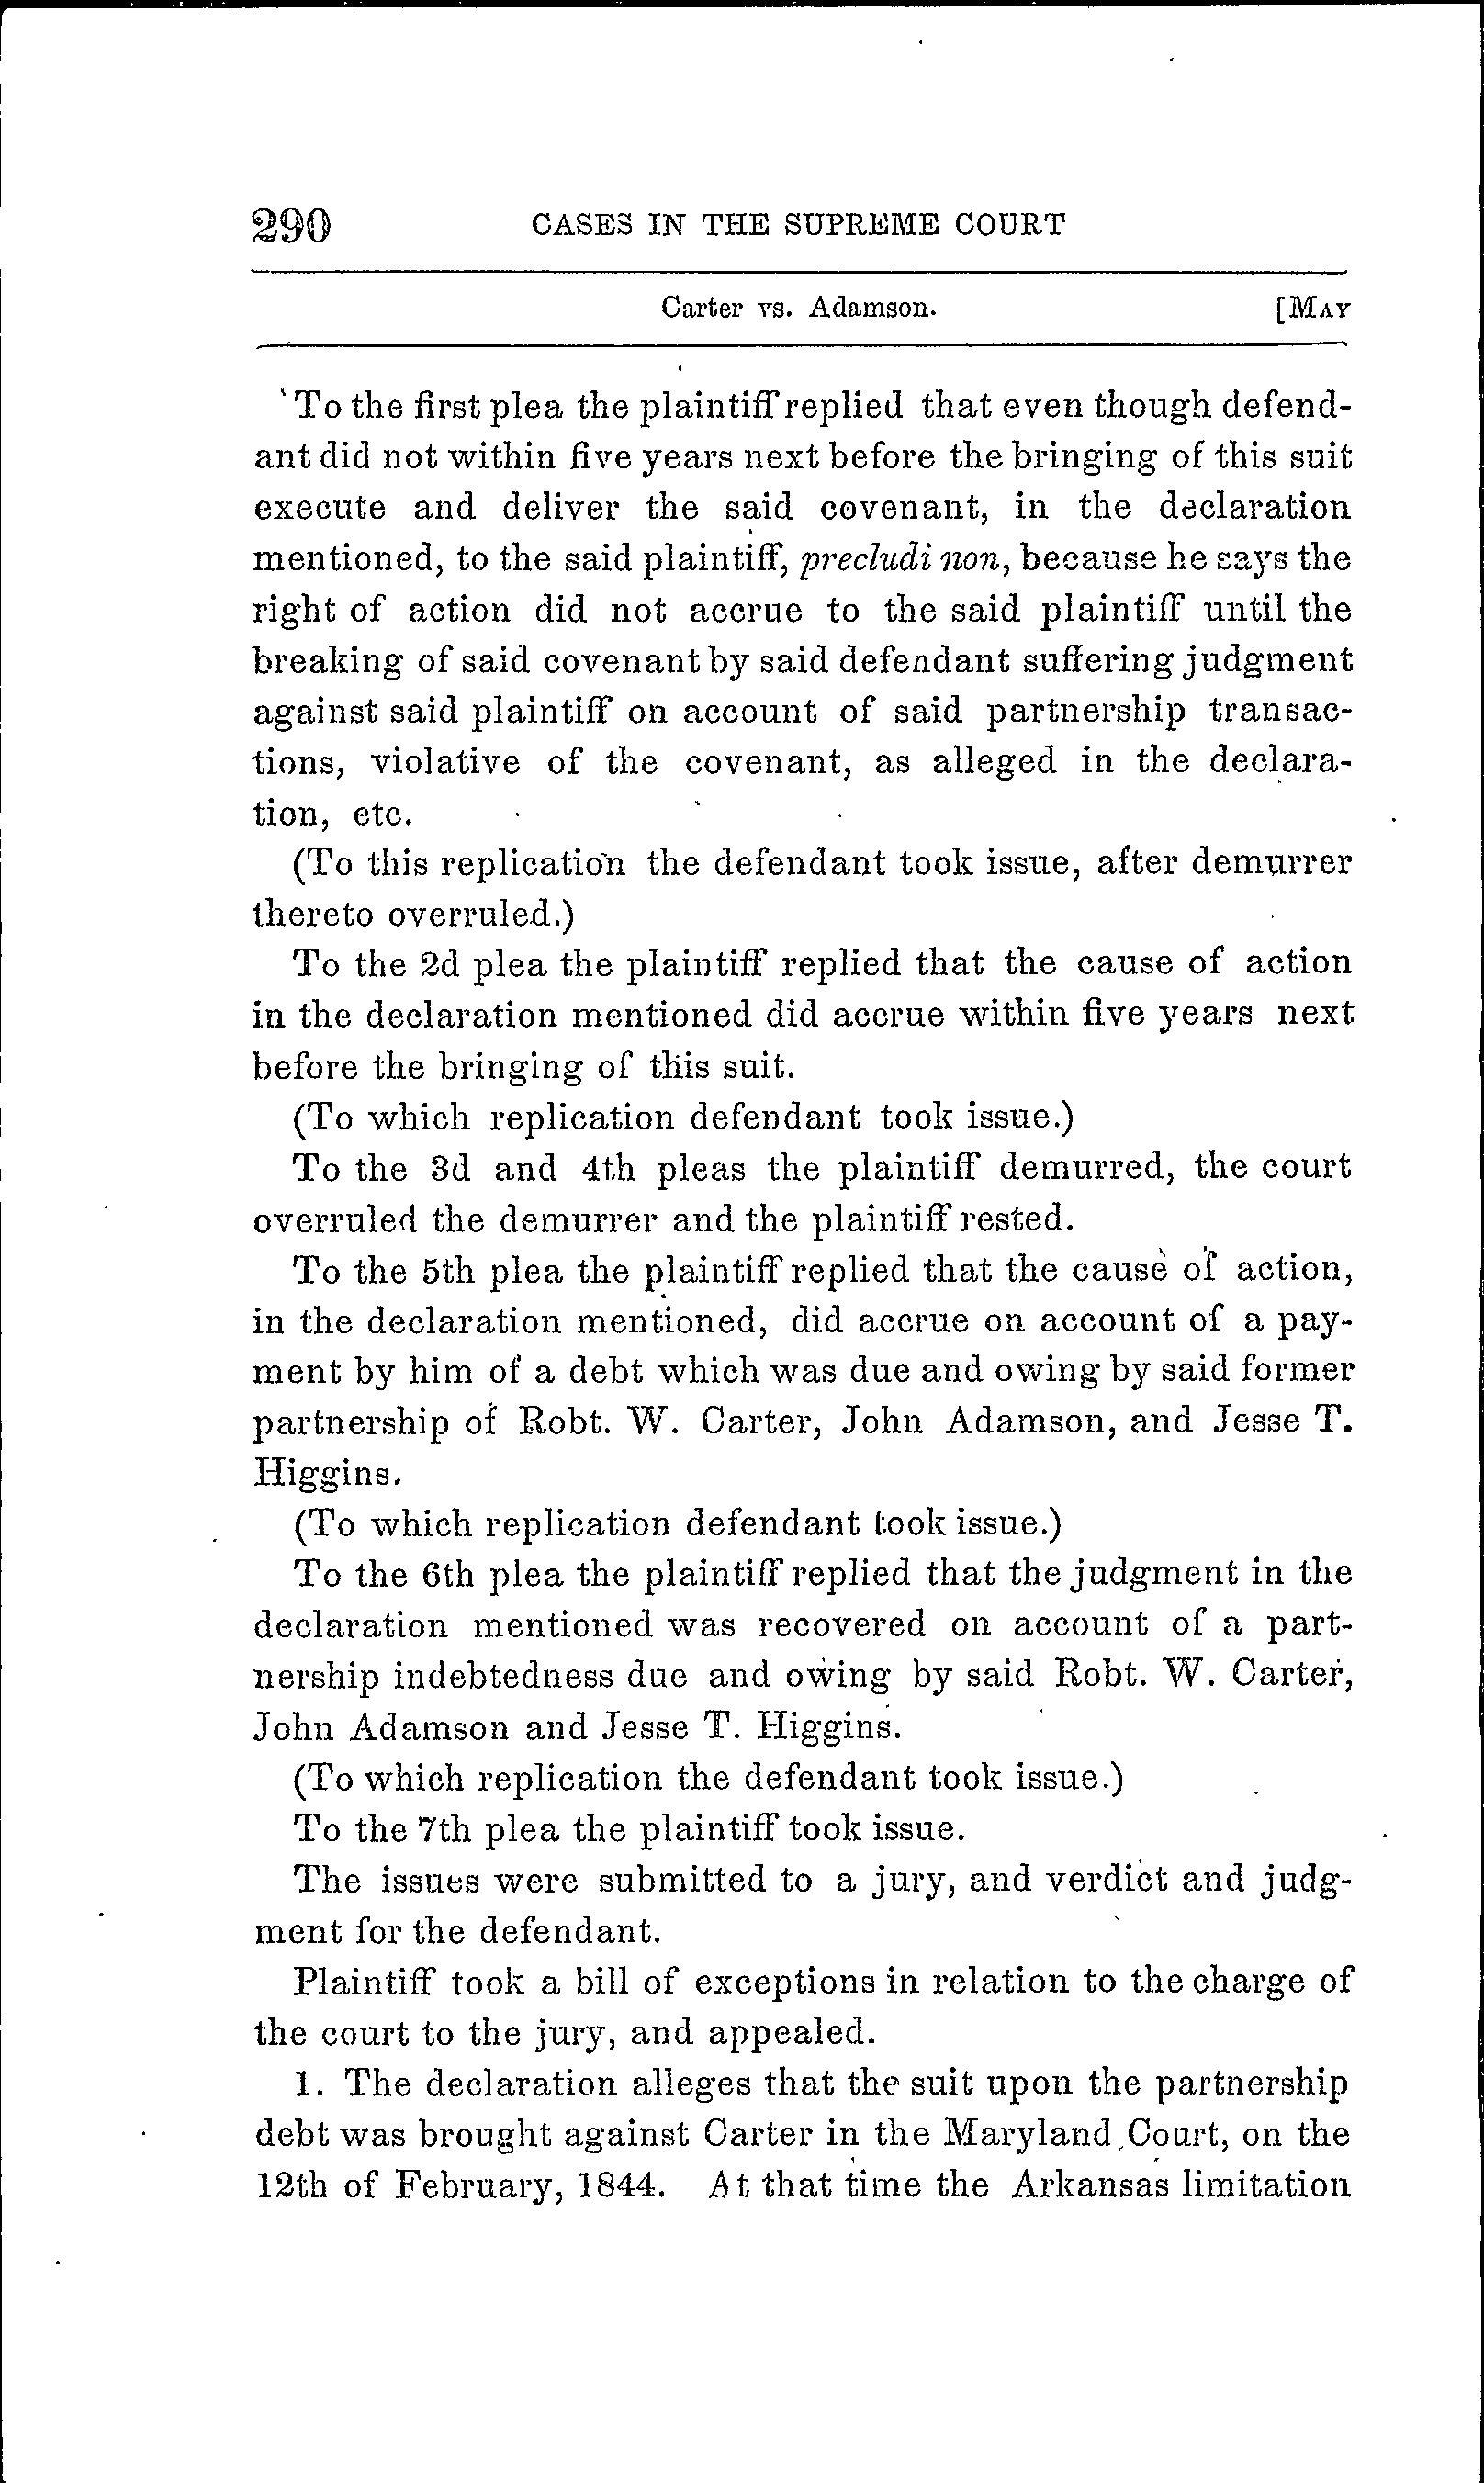 290 CASES IN THE SUPREME COURT
Carter vs. Adamson. [MAY
To the first plea the plaintiff replied that even though defend-
ant did not within five years next before the bringing of this suit
execute and deliver the said covenant, in the declaration
mentioned, to the said plaintiff, precludi non, because he says the
right of action did not accrue to the said plaintiff until the
breaking of said covenant by said defendant suffering judgment
against said plaintiff on account of said partnership transac-
tions, violative of the covenant, as alleged in the declara-
tion, etc.
(To this replication the defendant took issue, after demurrer
thereto overruled.)
To the 2d plea the plaintiff replied that the cause of action
in the declaration mentioned did accrue within five years next
before the bringing of this suit.
(To which replication defendant took issue.)
To the 3d and 4th pleas the plaintiff demurred, the court
overruled the demurrer and the plaintiff rested.
To the 5th plea the plaintiff replied that the cause of action,
in the declaration mentioned, did accrue on account of a pay-
ment by him of a debt which was due and owing by said former
partnership of Robt. W. Carter, John Adamson, and Jesse T.
Higgins.
(To which replication defendant took issue.)
To the 6th plea the plaintiff replied that the judgment in the
declaration mentioned was recovered on account of a part-
nership indebtedness due and owing by said Robt. W. Carter,
John Adamson and Jesse T. Higgins.
(To which replication the defendant took issue.)
To the 7th plea the plaintiff took issue.
The issues were submitted to a jury, and verdict and judg-
ment for the defendant.
Plaintiff took a bill of exceptions in relation to the charge of
the court to the jury, and appealed.
1. The declaration alleges that the suit upon the partnership
debt was brought against Carter in the Maryland Court, on the
12th of February, 1844. At that time the Arkansas limitation